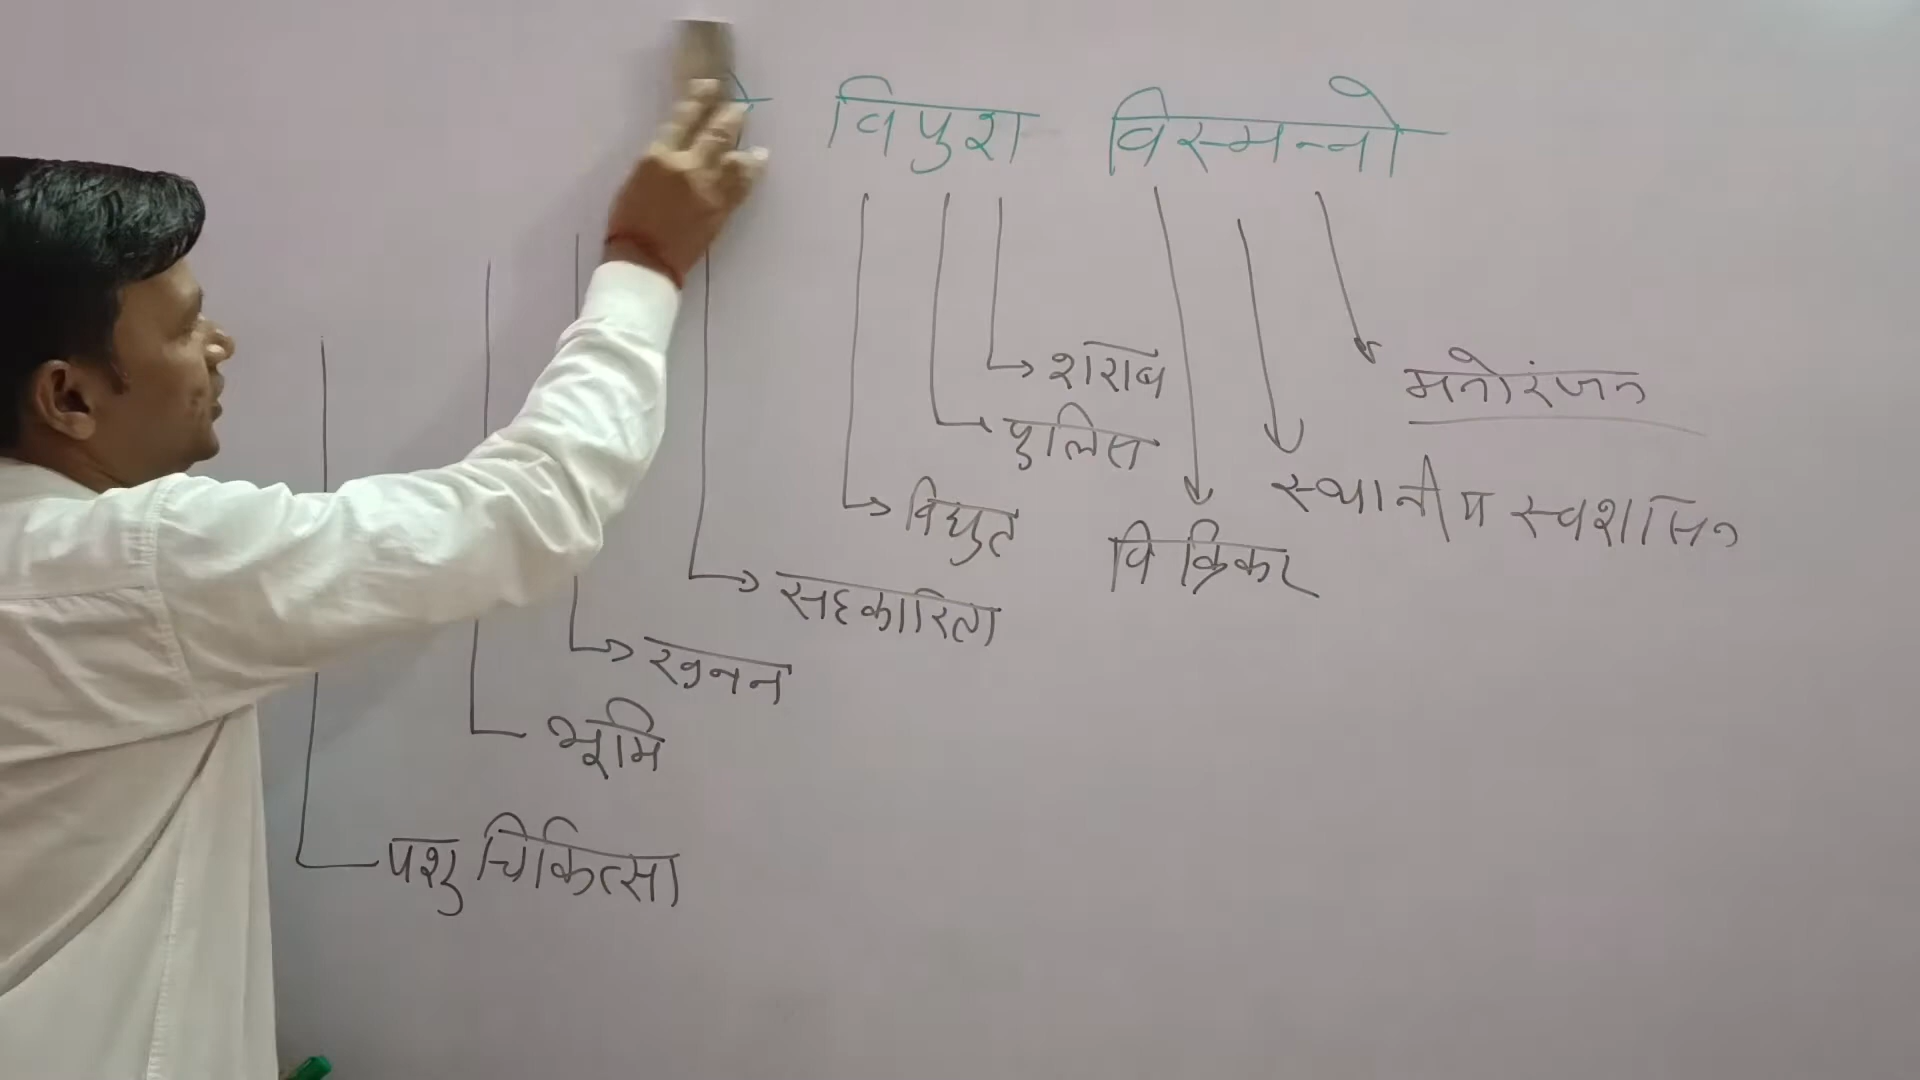 विपुश विस्मन्नो
शराब
मनोरंजन
पुलिस
स्थानीय स्वशासन
विद्युत
विक्रिकर
सहकारिता
खनन
भूमि
पशु चिकित्सा